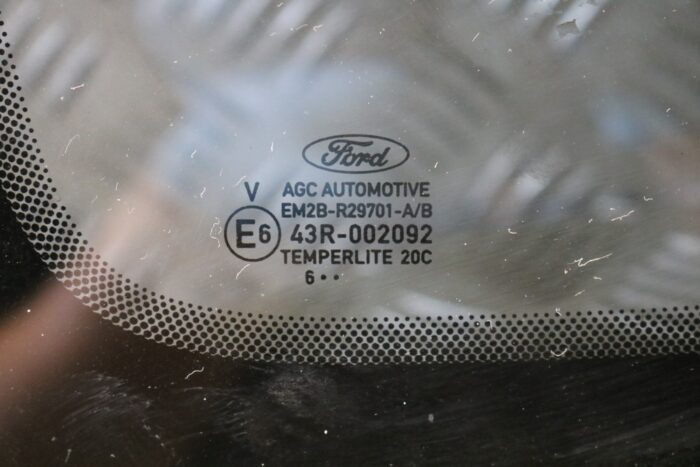 Ford
V AGC AUTOMOTIVE
EM2B-R29701-A/B
E6 43R-002092
TEMPERLITE 20C
6••